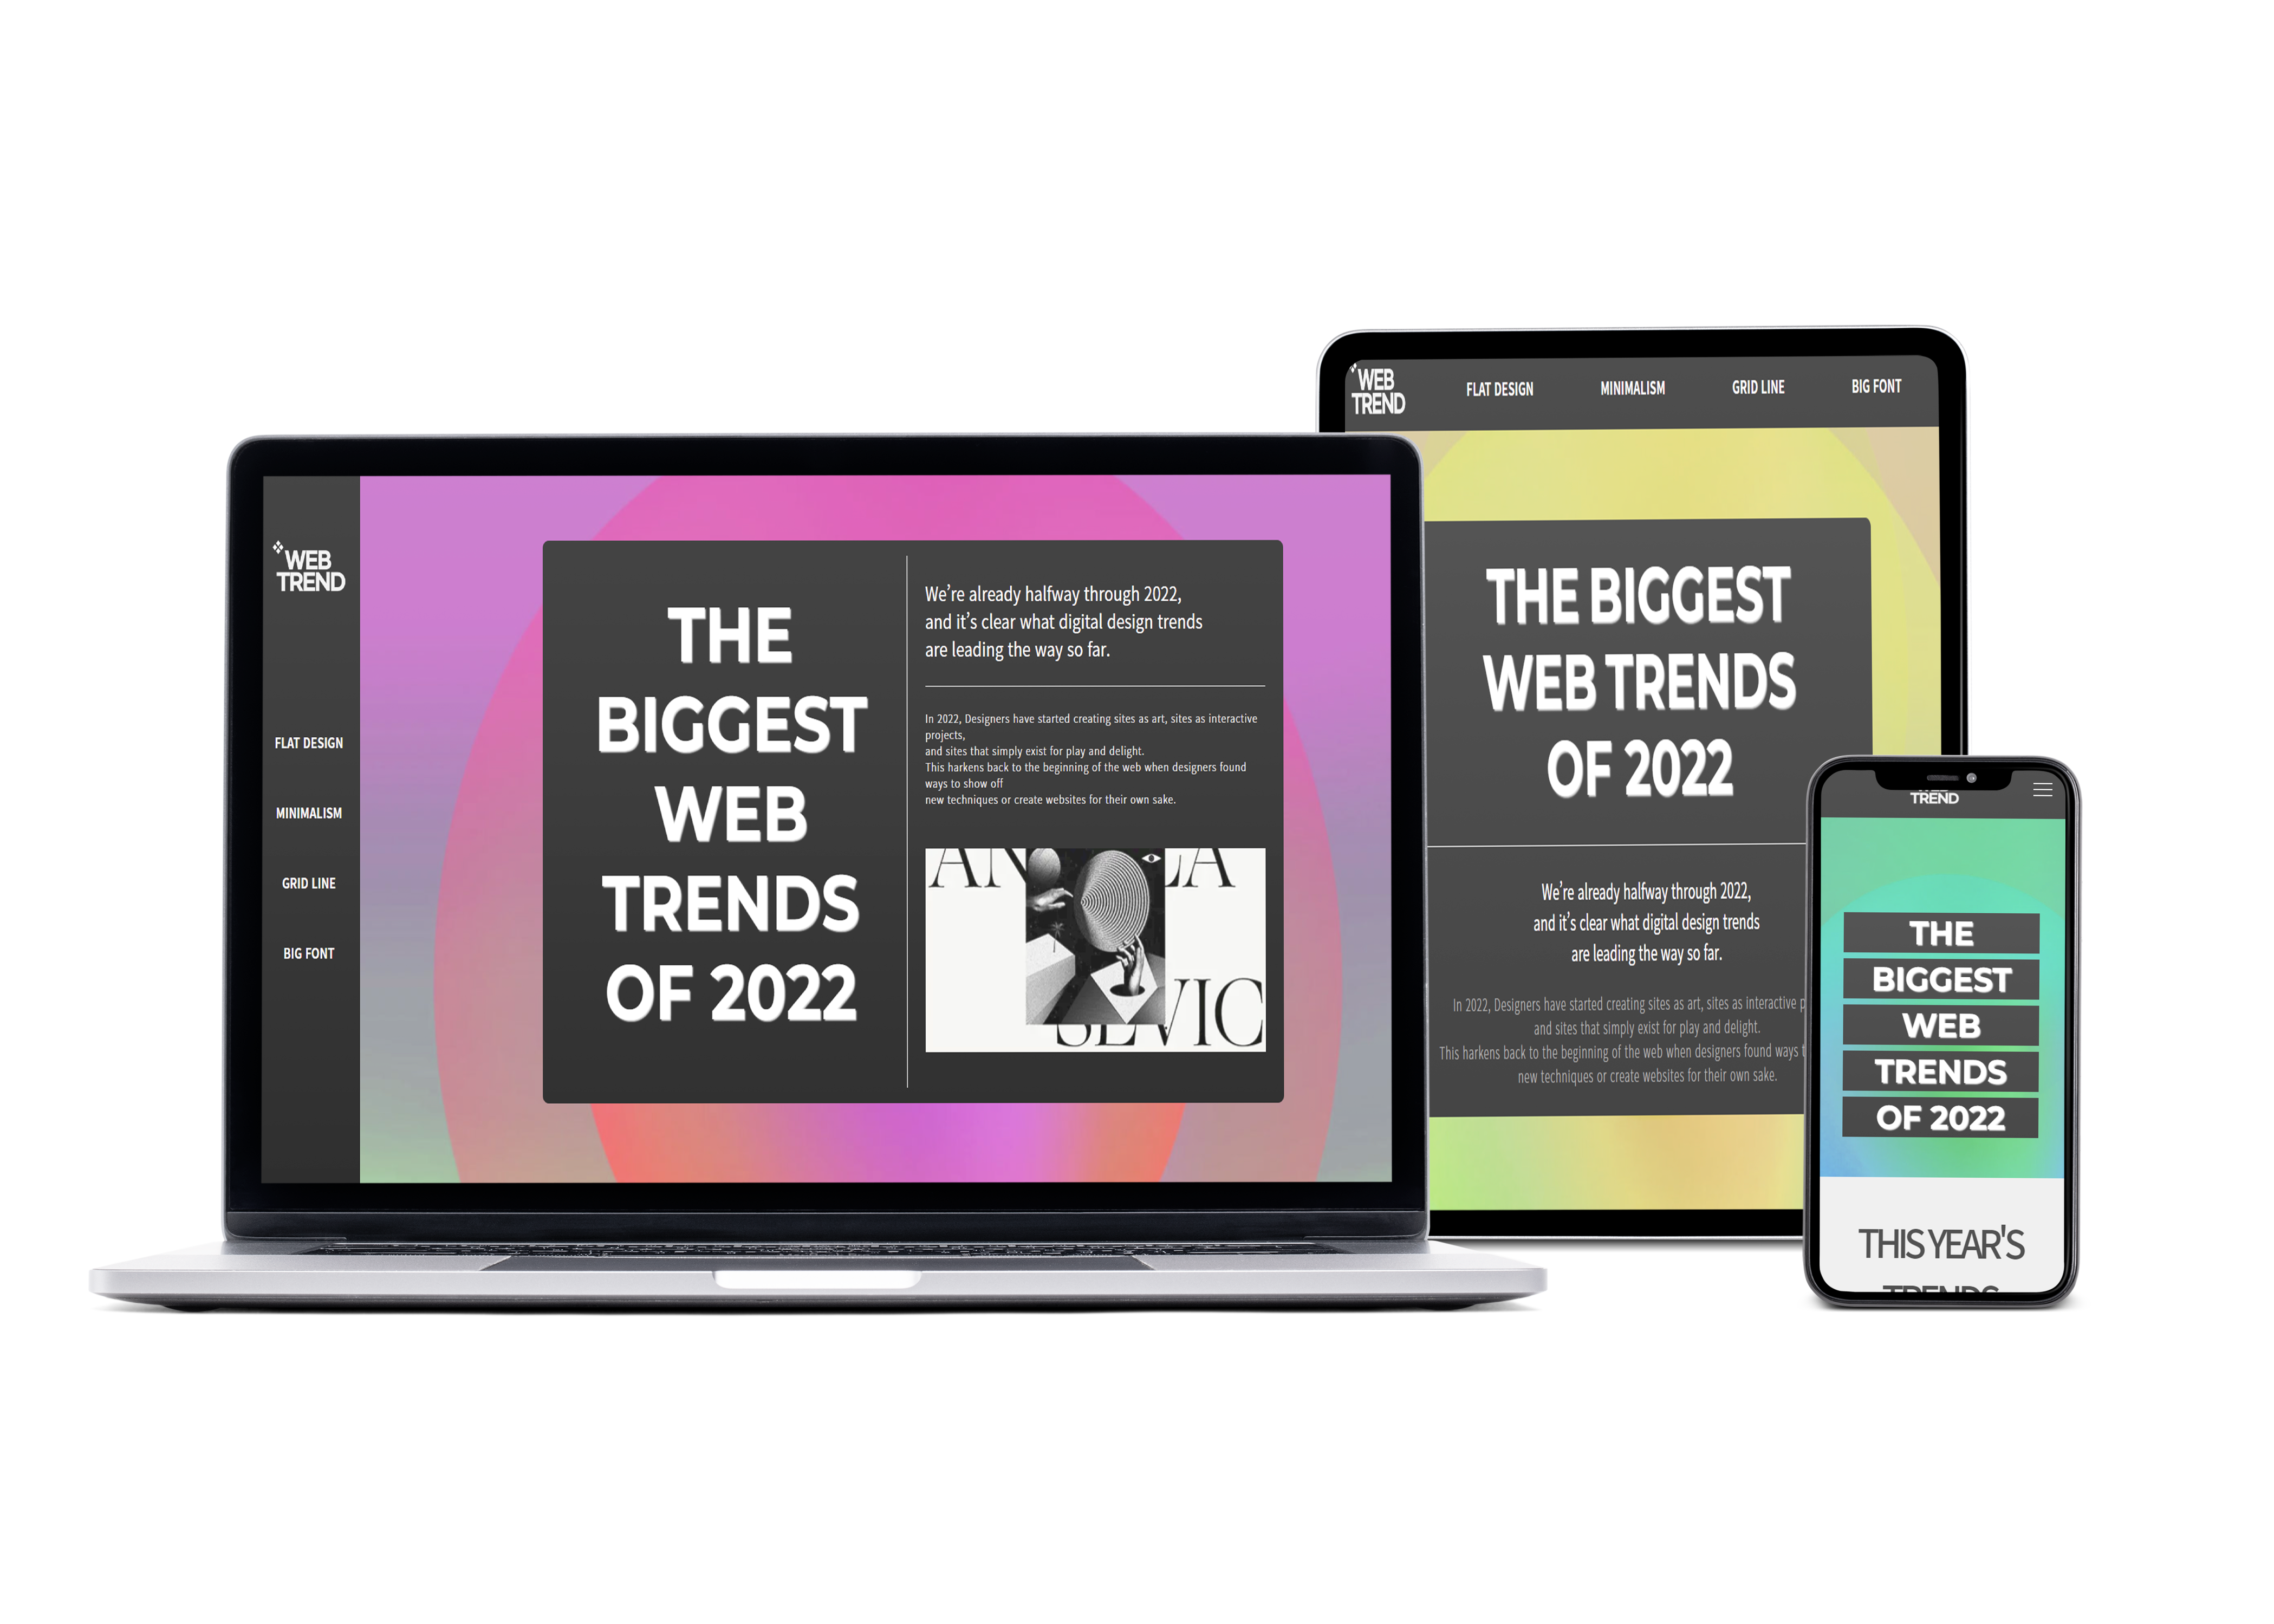 WEB
TREND
FLAT DESIGN
MINIMALISM
GRID LINE
BIG FONT
THE
BIGGEST
WEB
TRENDS
OF 2022
We’re already halfway through 2022,
and it’s clear what digital design trends
are leading the way so far.
In 2022, Designers have started creating sites as art, sites as interactive
projects,
and sites that simply exist for play and delight.
This harkens back to the beginning of the web when designers found
ways to show off
new techniques or create websites for their own sake.
WEB
TREND
FLAT DESIGN
MINIMALISM
GRID LINE
BIG FONT
THE BIGGEST
WEB TRENDS
OF 2022
We’re already halfway through 2022,
and it’s clear what digital design trends
are leading the way so far.
In 2022, Designers have started creating sites as art, sites as interactive
and sites that simply exist for play and delight.
This harkens back to the beginning of the web when designers found ways
new techniques or create websites for their own sake.
TREND
THE
BIGGEST
WEB
TRENDS
OF 2022
THIS YEAR'S
TRENDS